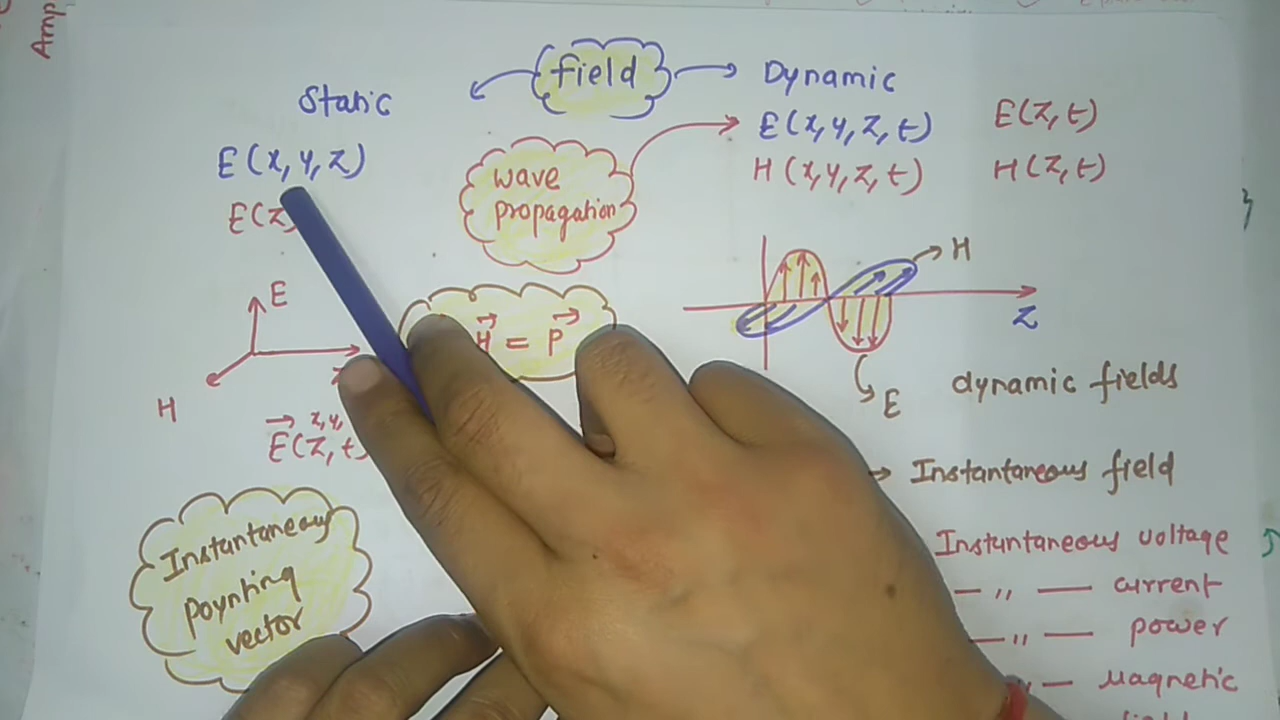 Amp
field
Static
Dynamic
E(x,y,z)
E(x,y,z,t)
E(z,t)
H(x,y,z,t)
H(z,t)
wave
propagation
E(z
E
H
H = P
H
E
z
dynamic fields
x,y,
E(z,t
Instantaneous field
Instantaneous
Poynting
vector
Instantaneous voltage
— " — current
— " — power
" — Magnetic